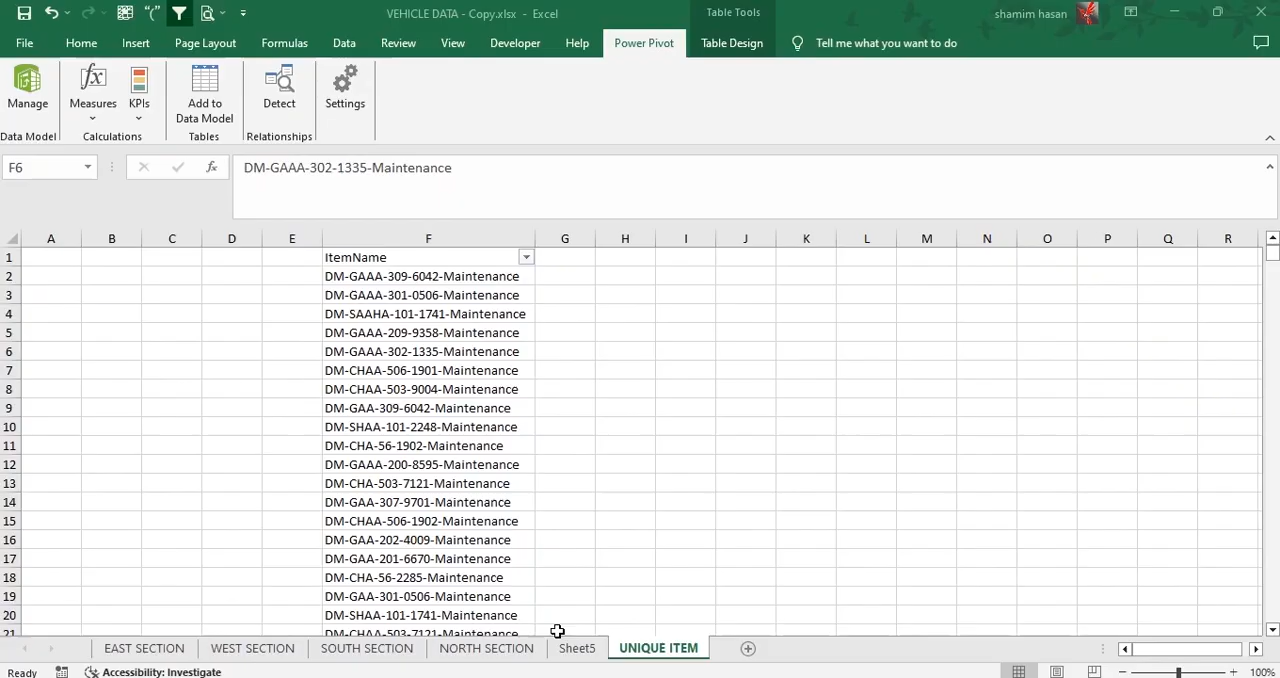 VEHICLE DATA - Copy.xlsx - Excel
Table Tools
shamim hasan
File Home Insert Page Layout Formulas Data Review View Developer Help Power Pivot Table Design Tell me what you want to do
Manage Measures KPIs Add to Data Model Detect Settings
Data Model Calculations Tables Relationships
F6 fx DM-GAAA-302-1335-Maintenance
A B C D E F G H I J K L M N O P Q R
1 ItemName
2 DM-GAAA-309-6042-Maintenance
3 DM-GAAA-301-0506-Maintenance
4 DM-SAAHA-101-1741-Maintenance
5 DM-GAAA-209-9358-Maintenance
6 DM-GAAA-302-1335-Maintenance
7 DM-CHAA-506-1901-Maintenance
8 DM-CHAA-503-9004-Maintenance
9 DM-GAA-309-6042-Maintenance
10 DM-SHAA-101-2248-Maintenance
11 DM-CHA-56-1902-Maintenance
12 DM-GAAA-200-8595-Maintenance
13 DM-CHA-503-7121-Maintenance
14 DM-GAA-307-9701-Maintenance
15 DM-CHAA-506-1902-Maintenance
16 DM-GAA-202-4009-Maintenance
17 DM-GAA-201-6670-Maintenance
18 DM-CHA-56-2285-Maintenance
19 DM-GAA-301-0506-Maintenance
20 DM-SHAA-101-1741-Maintenance
21 DM-CHAA-503-7121-Maintenance
EAST SECTION WEST SECTION SOUTH SECTION NORTH SECTION Sheet5 UNIQUE ITEM
Ready Accessibility: Investigate 100%